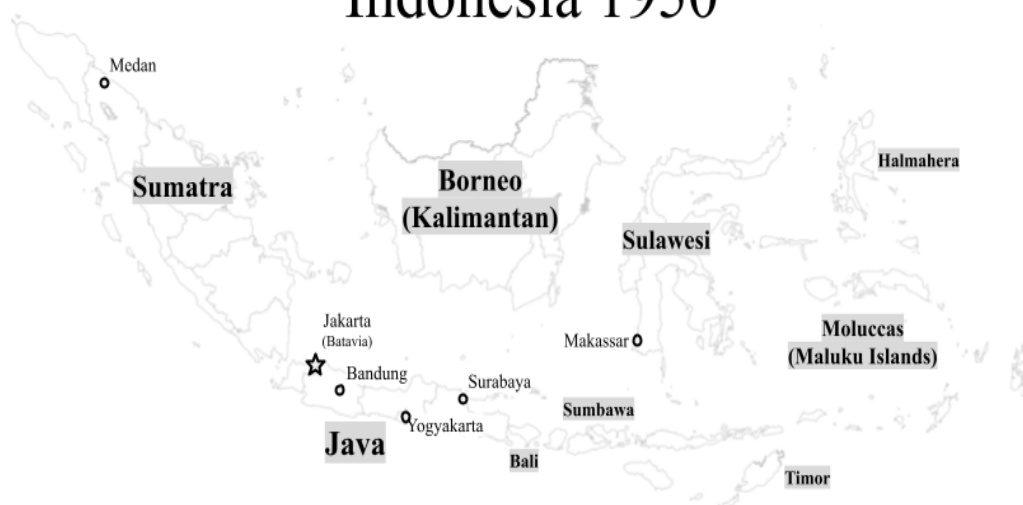 Indonesia 1950
Medan
Halmahera
Sumatra
Borneo
(Kalimantan)
Sulawesi
Jakarta
(Batavia)
Moluccas
(Maluku Islands)
Makassar
Bandung
Surabaya
Sumbawa
Yogyakarta
Java
Bali
Timor